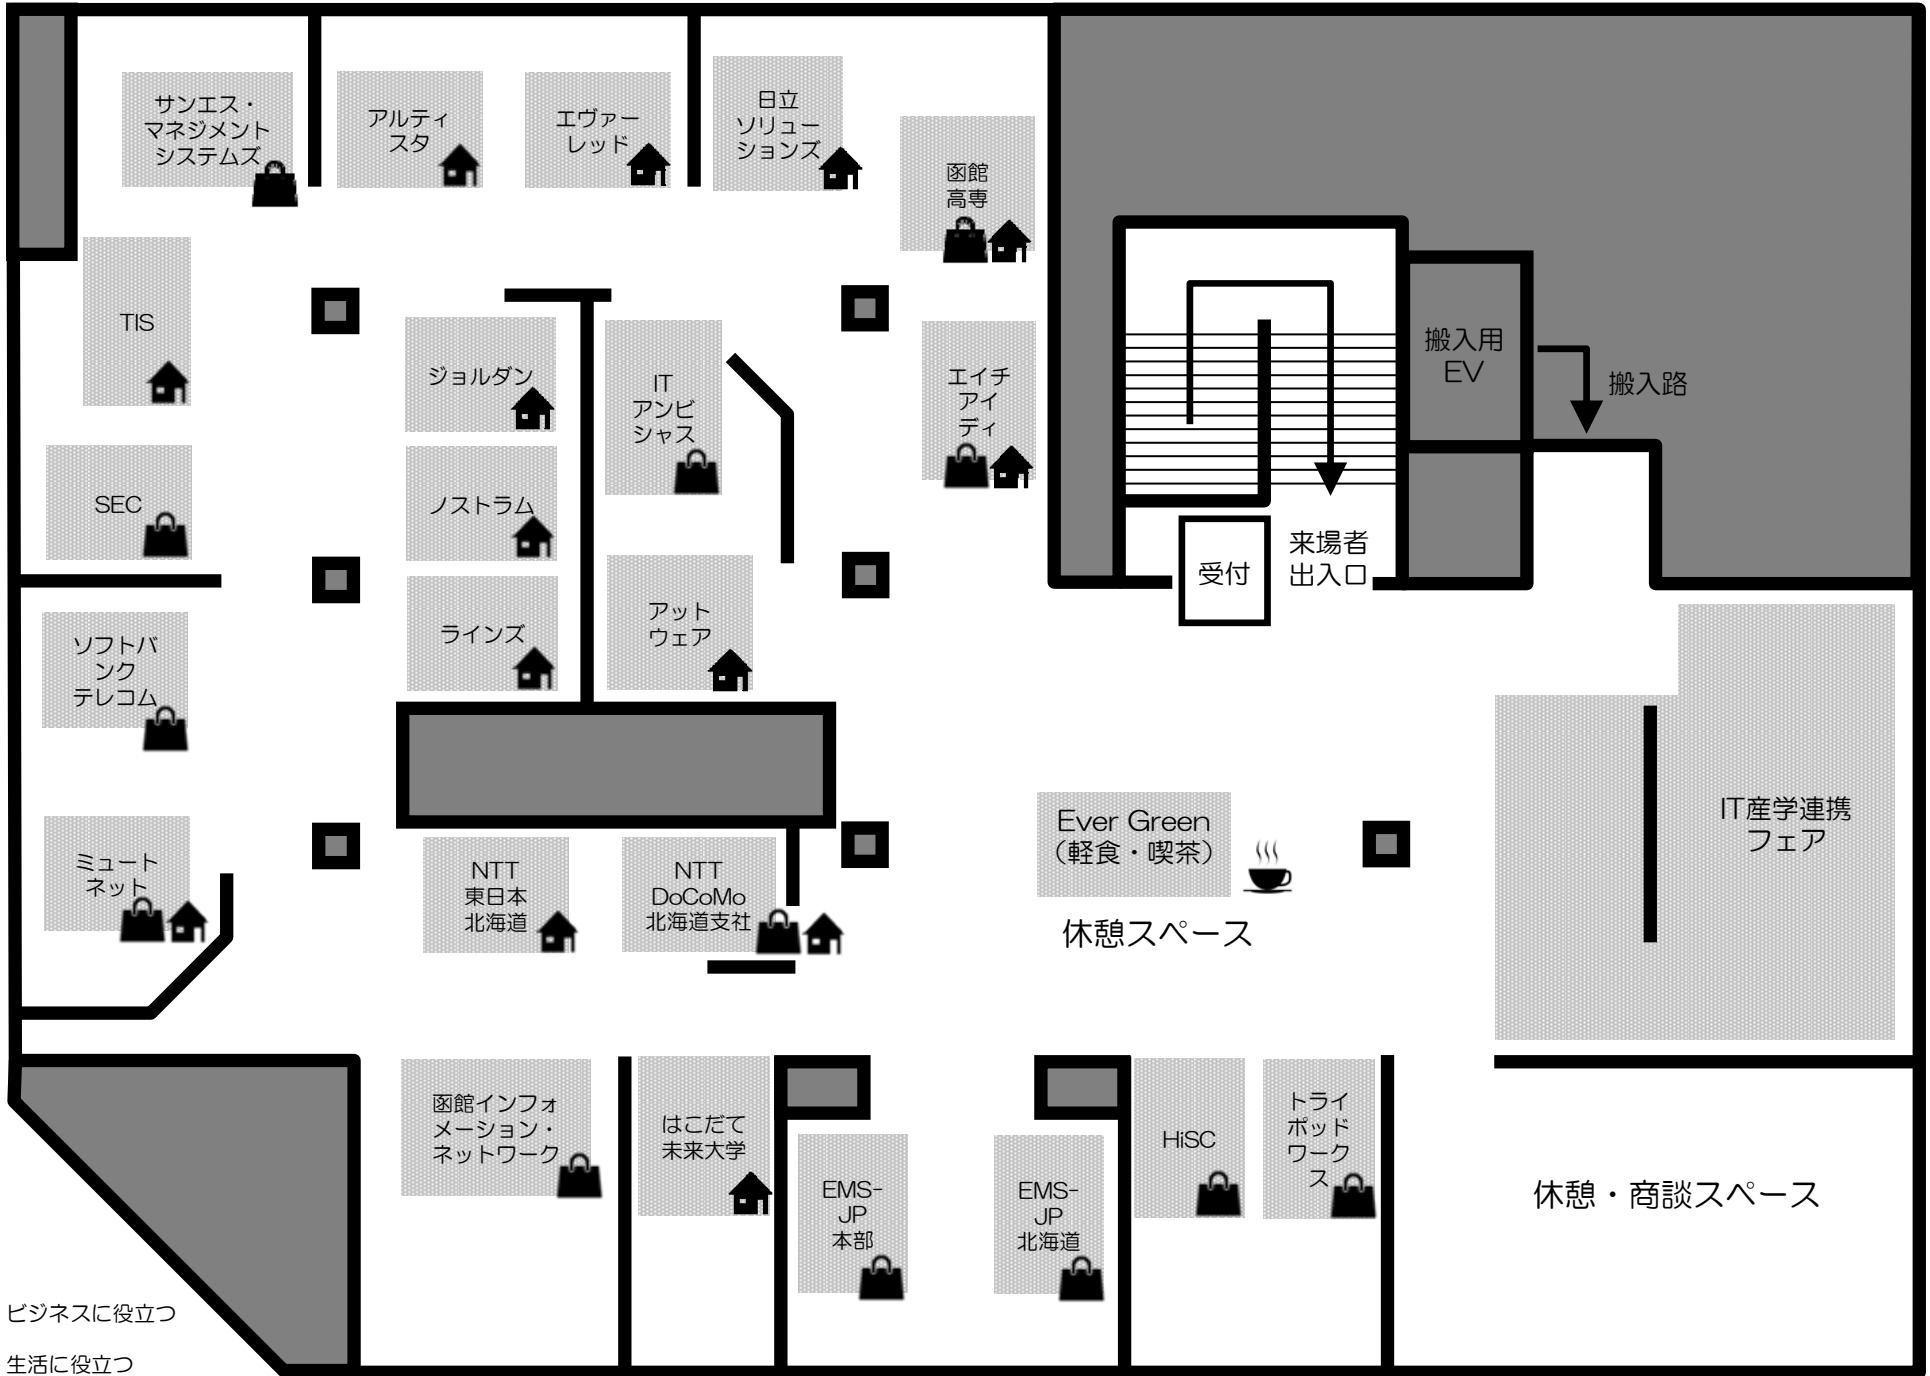 サンエス・
マネジメント
システムズ
アルティ
スタ
エヴァー
レッド
日立
ソリュー
ションズ
函館
高専
TIS
ジョルダン
IT
アンビ
シャス
エイチ
アイ
ディ
搬入用
EV
搬入路
SEC
ノストラム
来場者
出入口
受付
ソフトバ
ンク
テレコム
ラインズ
アット
ウェア
IT産学連携
フェア
Ever Green
（軽食・喫茶）
休憩スペース
ミュート
ネット
NTT
東日本
北海道
NTT
DoCoMo
北海道支社
函館インフォ
メーション・
ネットワーク
はこだて
未来大学
EMS-
JP
本部
EMS-
JP
北海道
HiSC
トライ
ポッド
ワーク
ス
休憩・商談スペース
ビジネスに役立つ
生活に役立つ